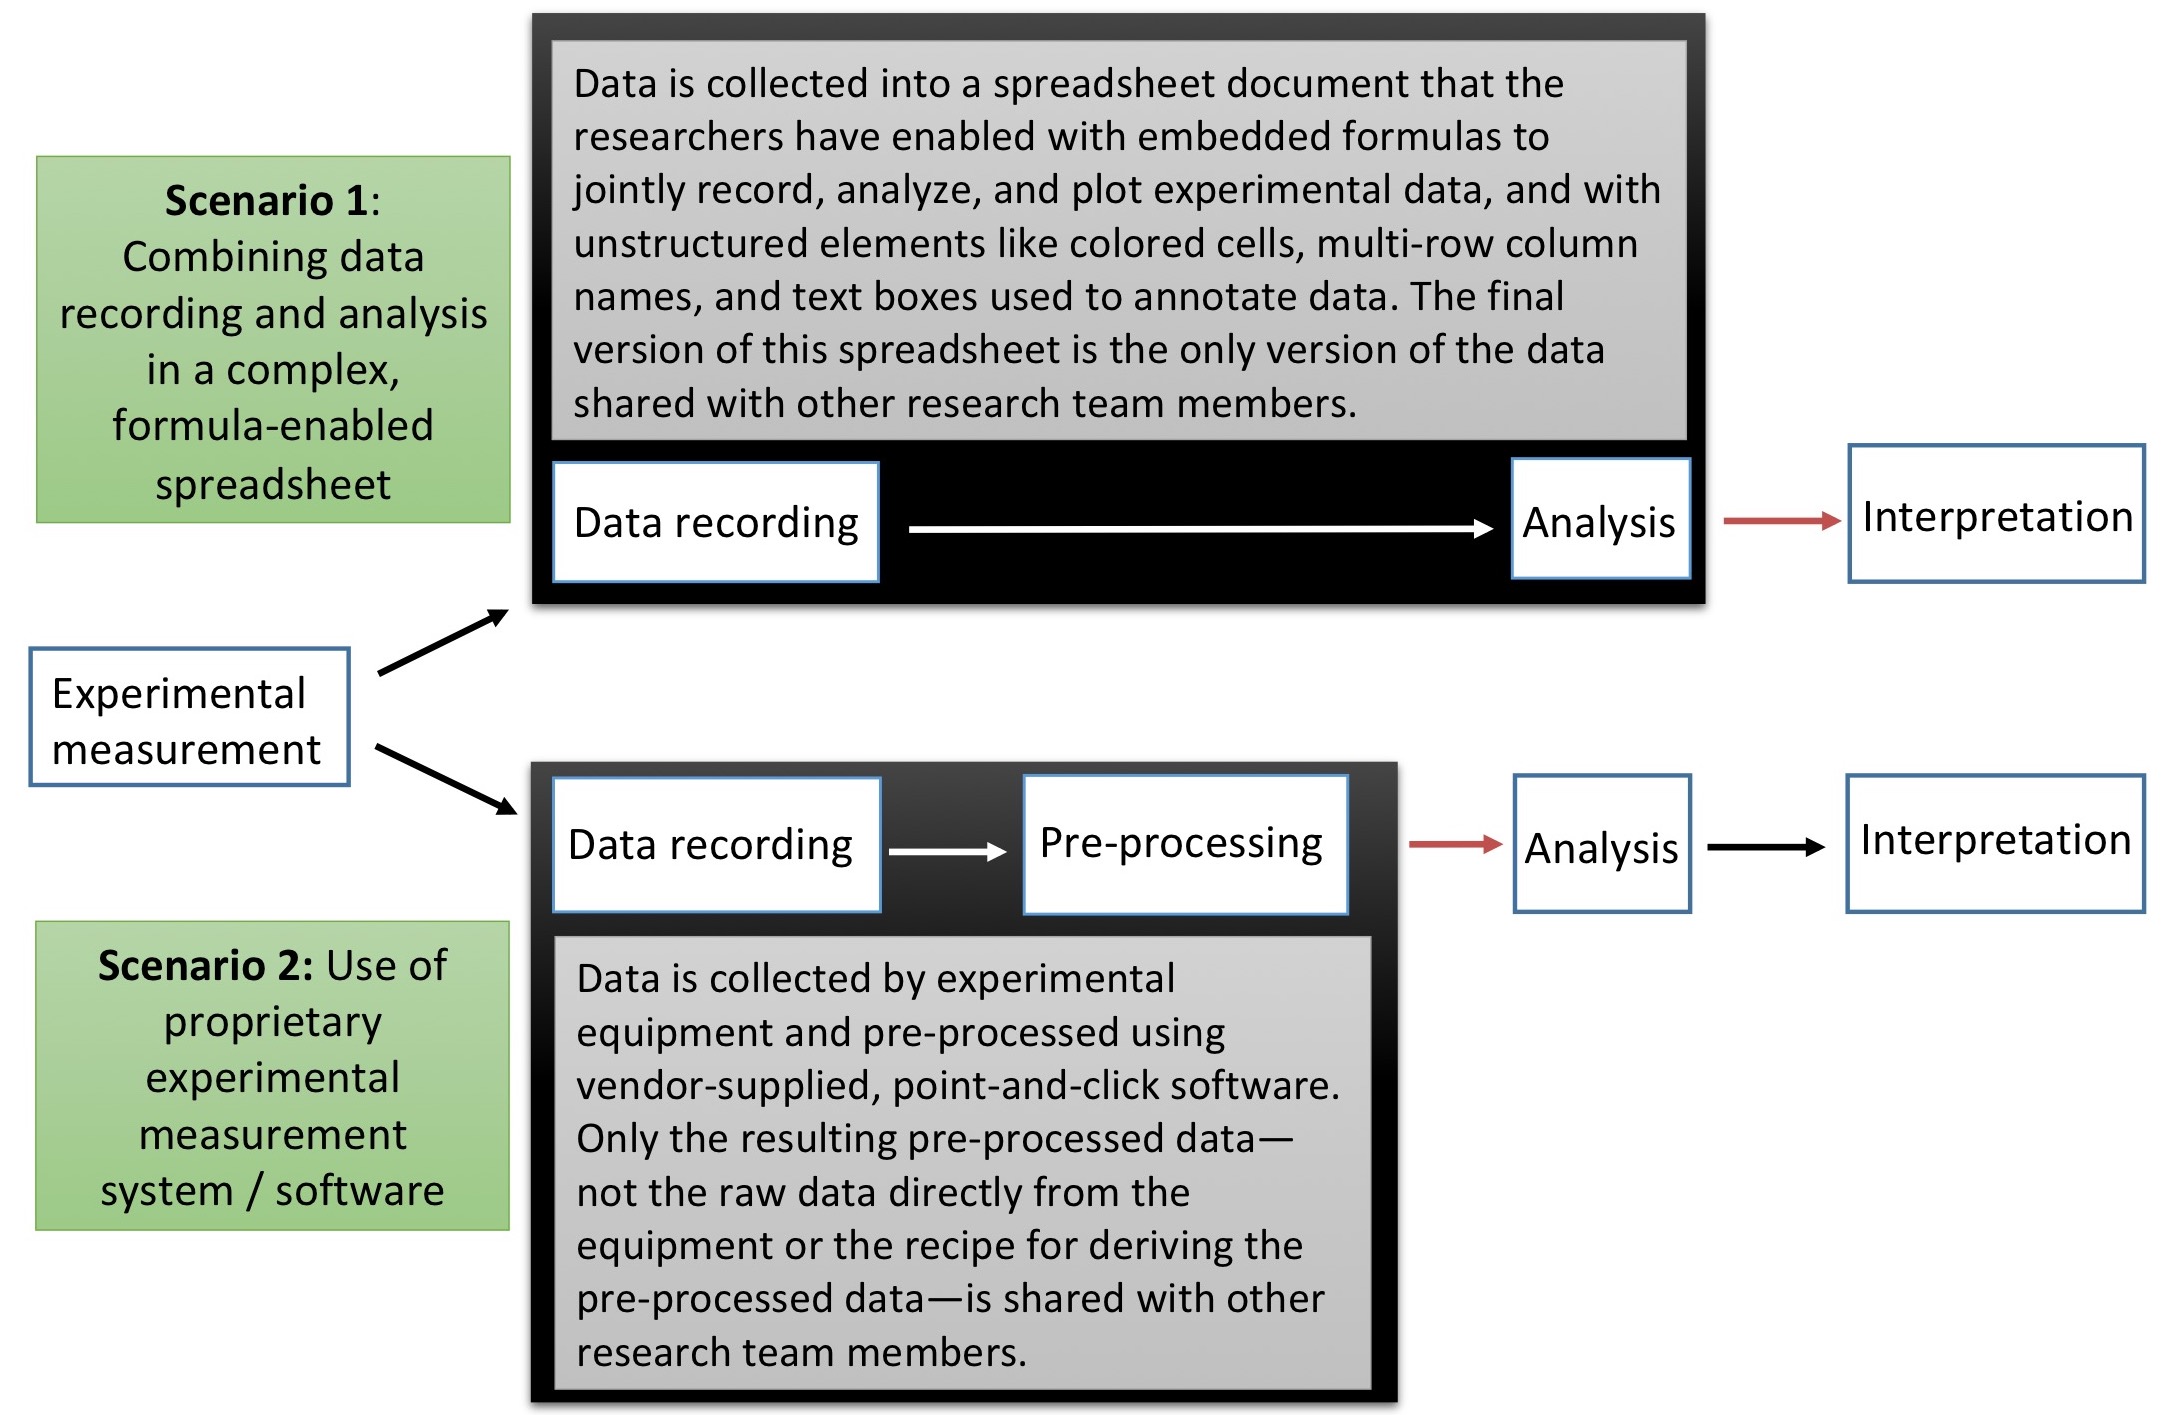 Scenario 1:
Combining data
recording and analysis
in a complex,
formula-enabled
spreadsheet
Data is collected into a spreadsheet document that the
researchers have enabled with embedded formulas to
jointly record, analyze, and plot experimental data, and with
unstructured elements like colored cells, multi-row column
names, and text boxes used to annotate data. The final
version of this spreadsheet is the only version of the data
shared with other research team members.
Data recording
Analysis
Interpretation
Experimental
measurement
Data recording
Pre-processing
Analysis
Interpretation
Scenario 2: Use of
proprietary
experimental
measurement
system / software
Data is collected by experimental
equipment and pre-processed using
vendor-supplied, point-and-click software.
Only the resulting pre-processed data—
not the raw data directly from the
equipment or the recipe for deriving the
pre-processed data—is shared with other
research team members.